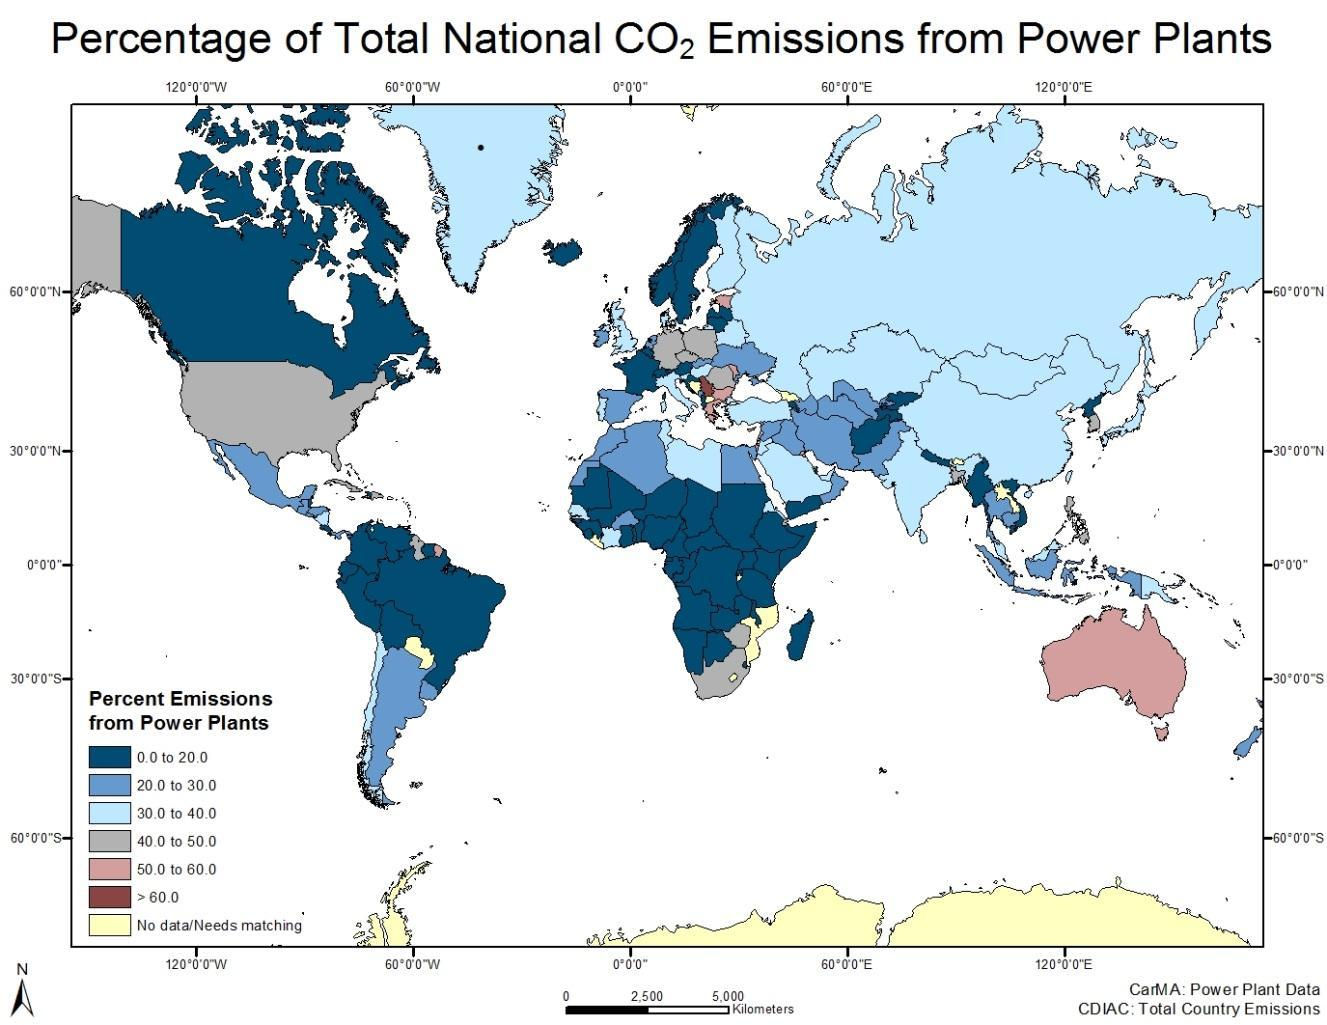 Percentage of Total National CO₂ Emissions from Power Plants
120°0'0"W 60°0'0"W 0°0'0" 60°0'0"E 120°0'0"E
60°0'0"N 60°0'0"N
30°0'0"N 30°0'0"N
0°0'0" 0°0'0"
30°0'0"S 30°0'0"S
Percent Emissions
from Power Plants
0.0 to 20.0
20.0 to 30.0
30.0 to 40.0
40.0 to 50.0
50.0 to 60.0
> 60.0
No data/Needs matching
60°0'0"S 60°0'0"S
120°0'0"W 60°0'0"W 0°0'0" 60°0'0"E 120°0'0"E
N
0 2,500 5,000
Kilometers
CarMA: Power Plant Data
CDIAC: Total Country Emissions